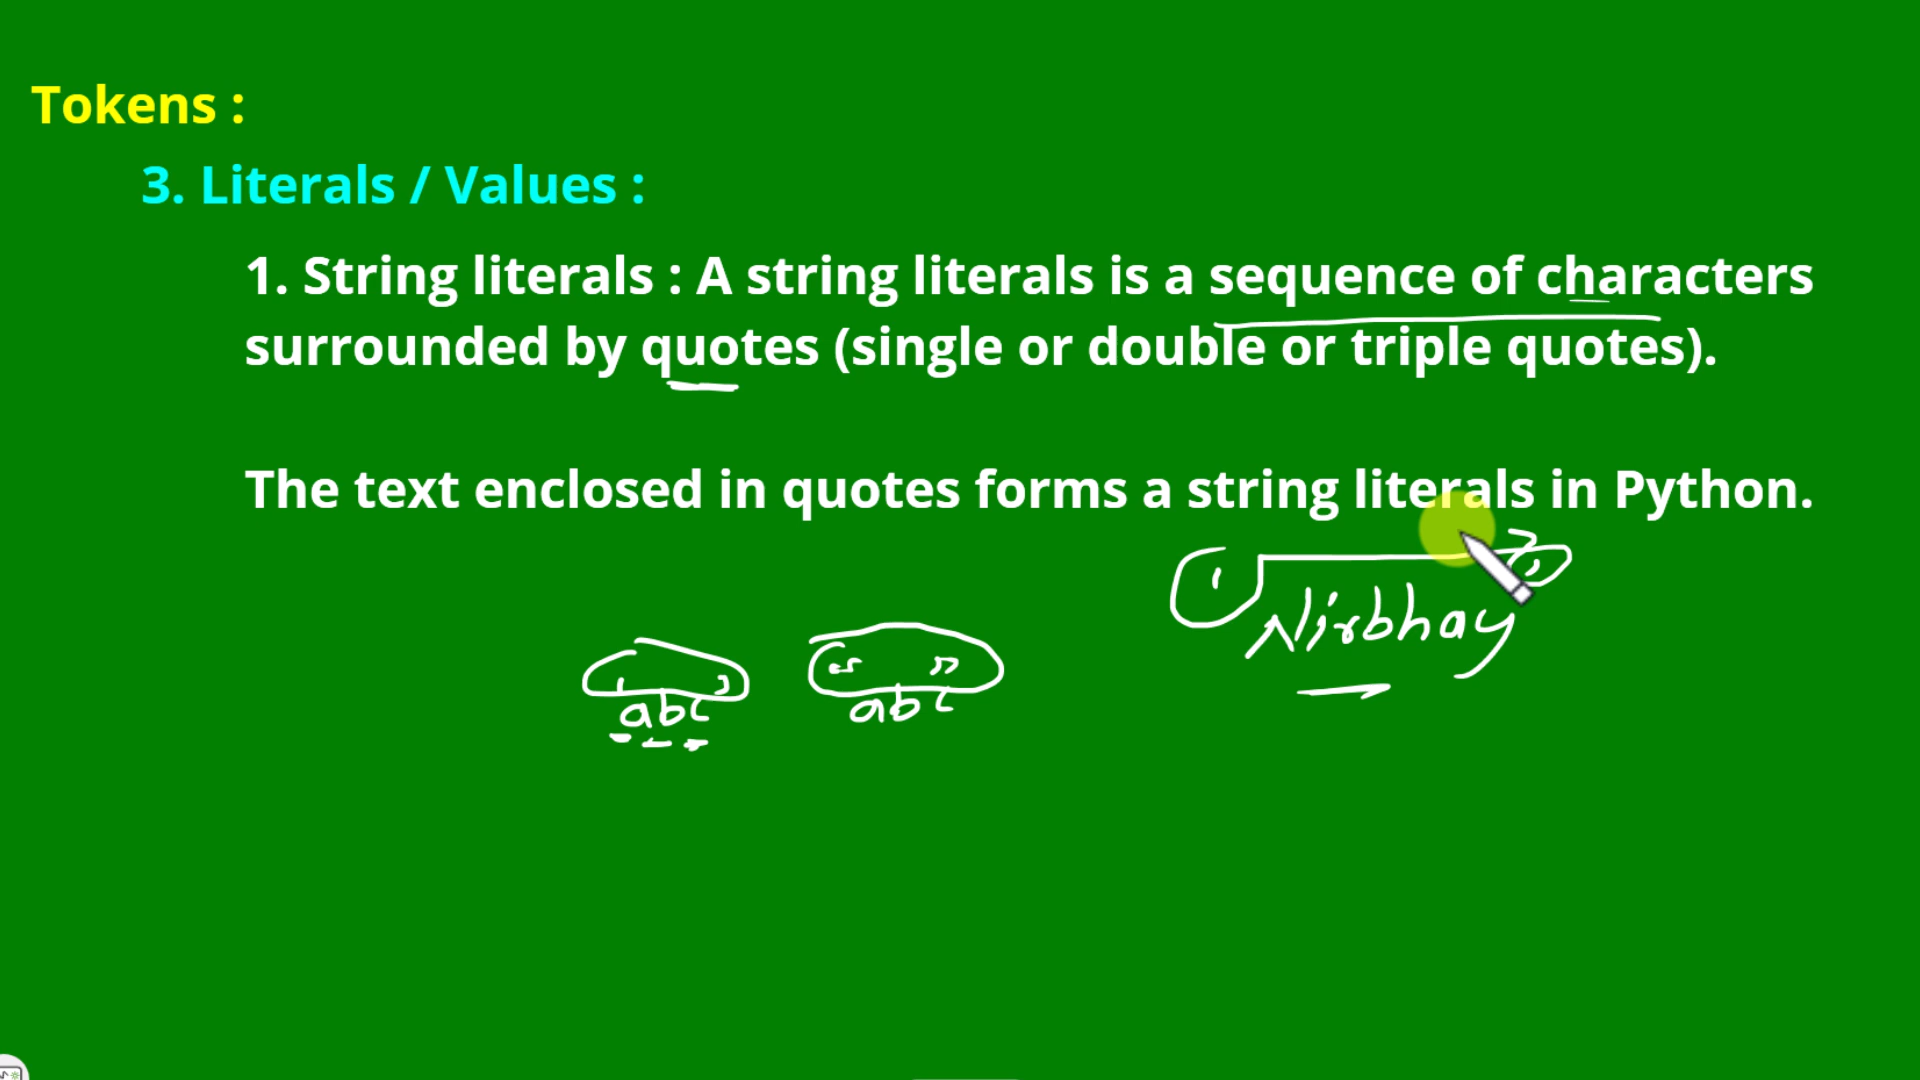 Tokens :
3. Literals / Values :
1. String literals : A string literals is a sequence of characters
surrounded by quotes (single or double or triple quotes).
The text enclosed in quotes forms a string literals in Python.
'Nirbhay'
'abc' "abc"